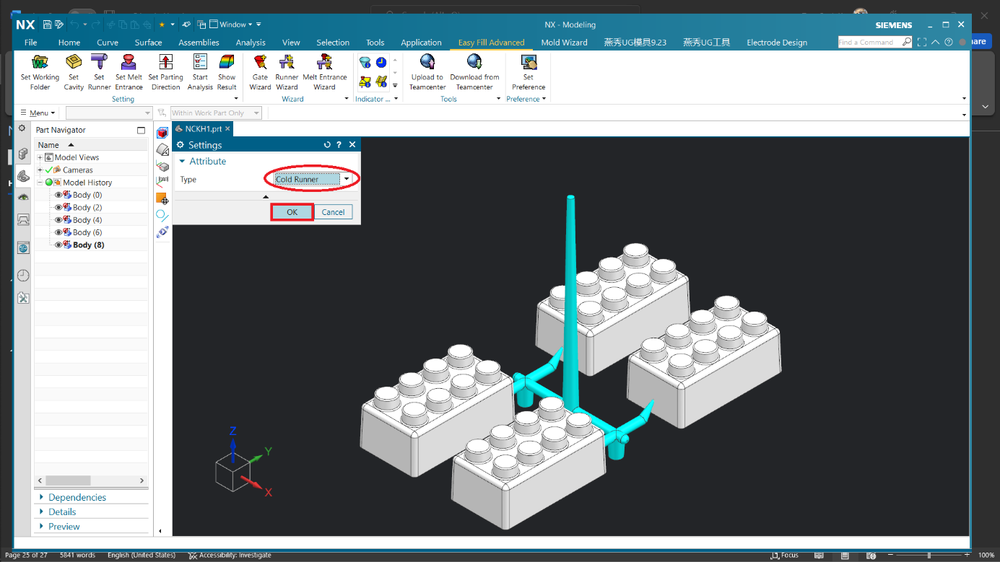 NX
Window
NX - Modeling
SIEMENS
File Home Curve Surface Assemblies Analysis View Selection Tools Application Easy Fill Advanced Mold Wizard 燕秀UG模具9.23 燕秀UG工具 Electrode Design
Find a Command
are
Set Working Folder
Set Cavity
Set Runner
Set Melt Entrance
Set Parting Direction
Start Analysis
Show Result
Gate Wizard
Runner Wizard
Melt Entrance Wizard
Upload to Teamcenter
Download from Teamcenter
Set Preference
Setting
Wizard
Indicator ...
Tools
Preference
Menu
Within Work Part Only
Part Navigator
NCKH1.prt
Name
Model Views
Cameras
Model History
Body (0)
Body (2)
Body (4)
Body (6)
Body (8)
Settings
Attribute
Type
Cold Runner
OK
Cancel
Z
Y
X
Dependencies
Details
Preview
Page 25 of 27 5841 words English (United States) Accessibility: Investigate
Focus
100%